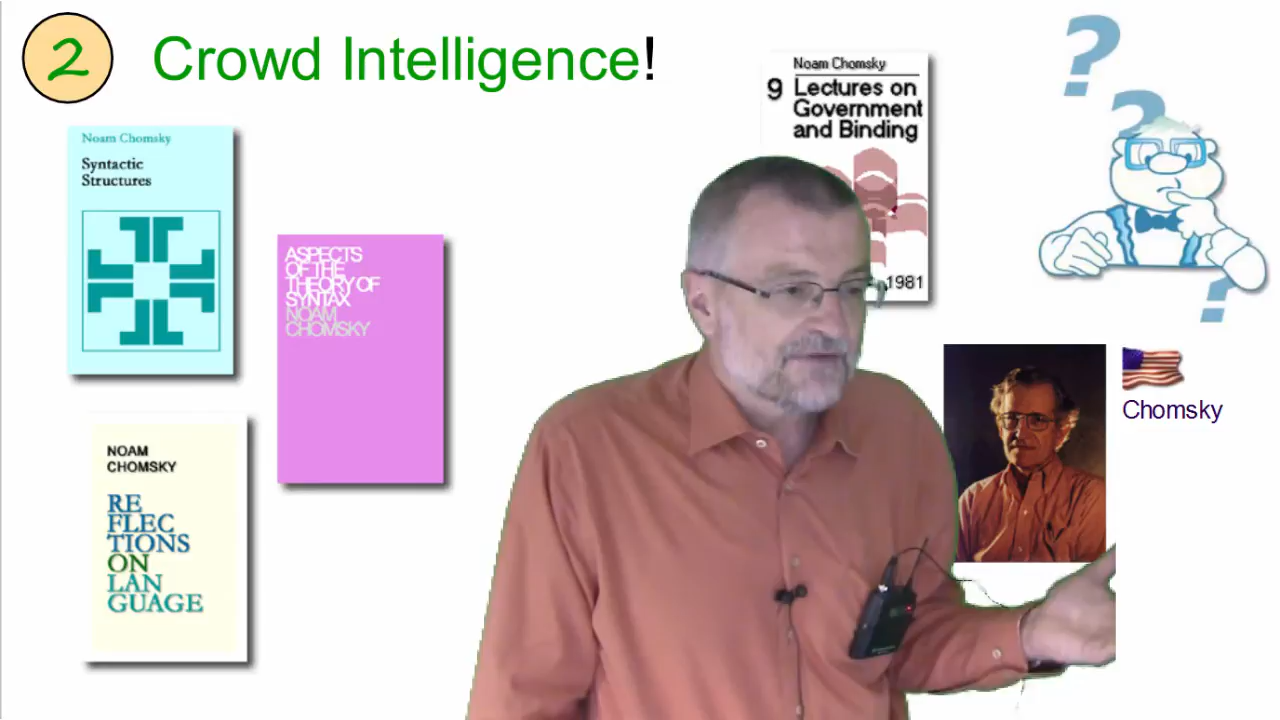 2 Crowd Intelligence!
Noam Chomsky
Syntactic
Structures
ASPECTS
OF THE
THEORY OF
SYNTAX
NOAM
CHOMSKY
NOAM
CHOMSKY
RE
FLEC
TIONS
ON
LAN
GUAGE
Noam Chomsky
9 Lectures on
Government
and Binding
1981
Chomsky